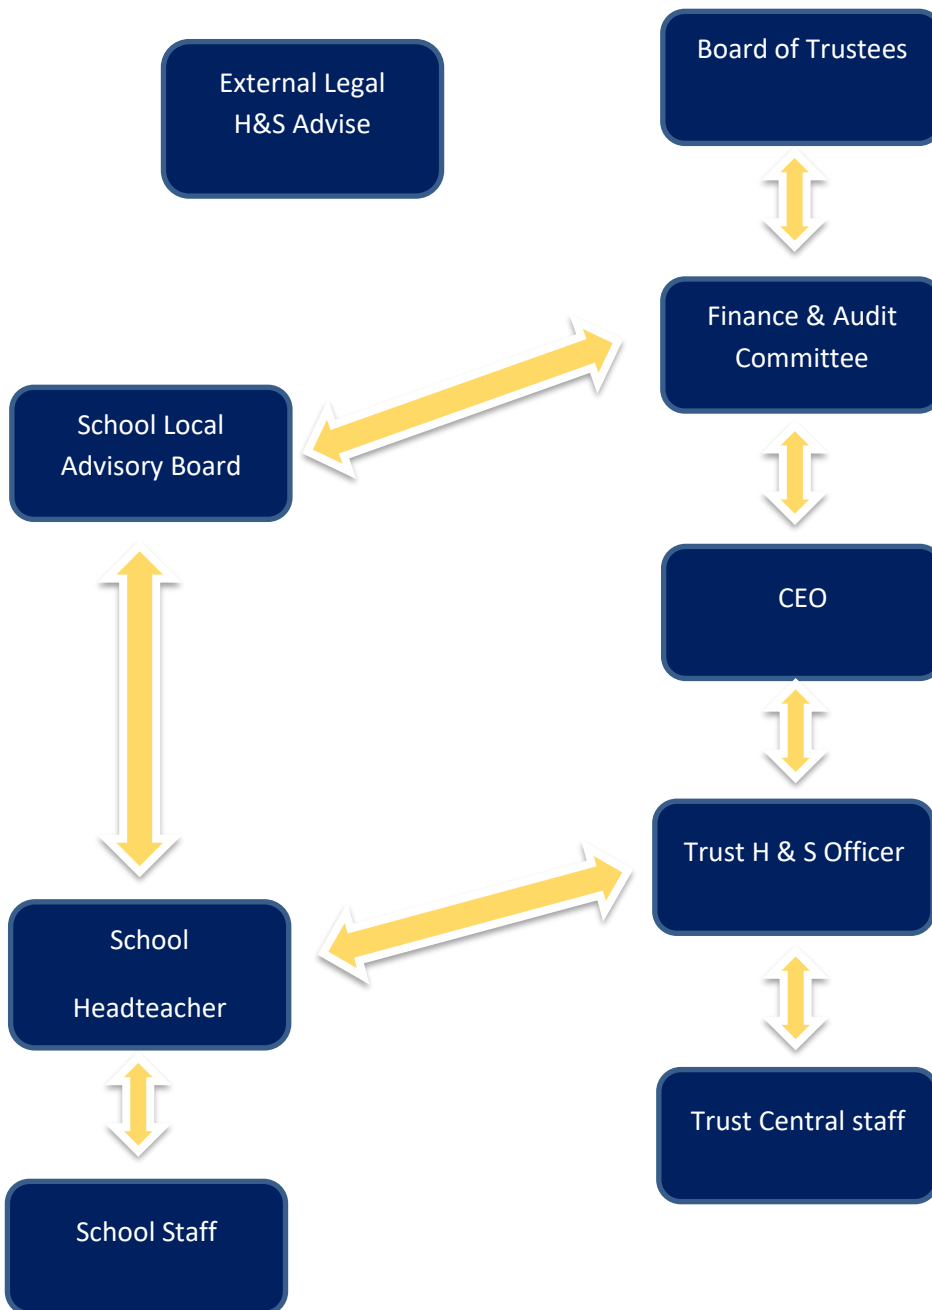 External Legal
H&S Advise
Board of Trustees
Finance & Audit
Committee
School Local
Advisory Board
CEO
Trust H & S Officer
School
Headteacher
Trust Central staff
School Staff